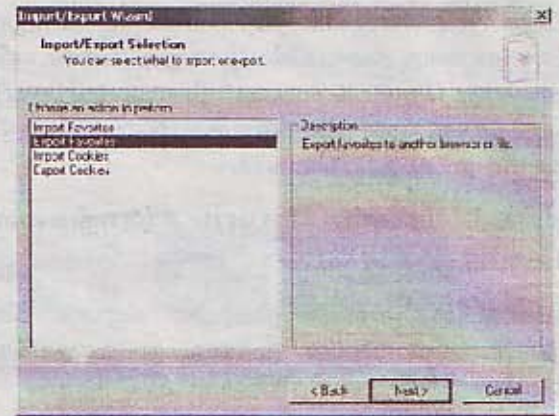 Import/Export Wizard
Import/Export Selection
You can select what to import or export.
Choose an action to perform
Import Favorites
Export Favorites
Import Cookies
Export Cookies
Description
Export favorites to another browser or file.
< Back
Next >
Cancel